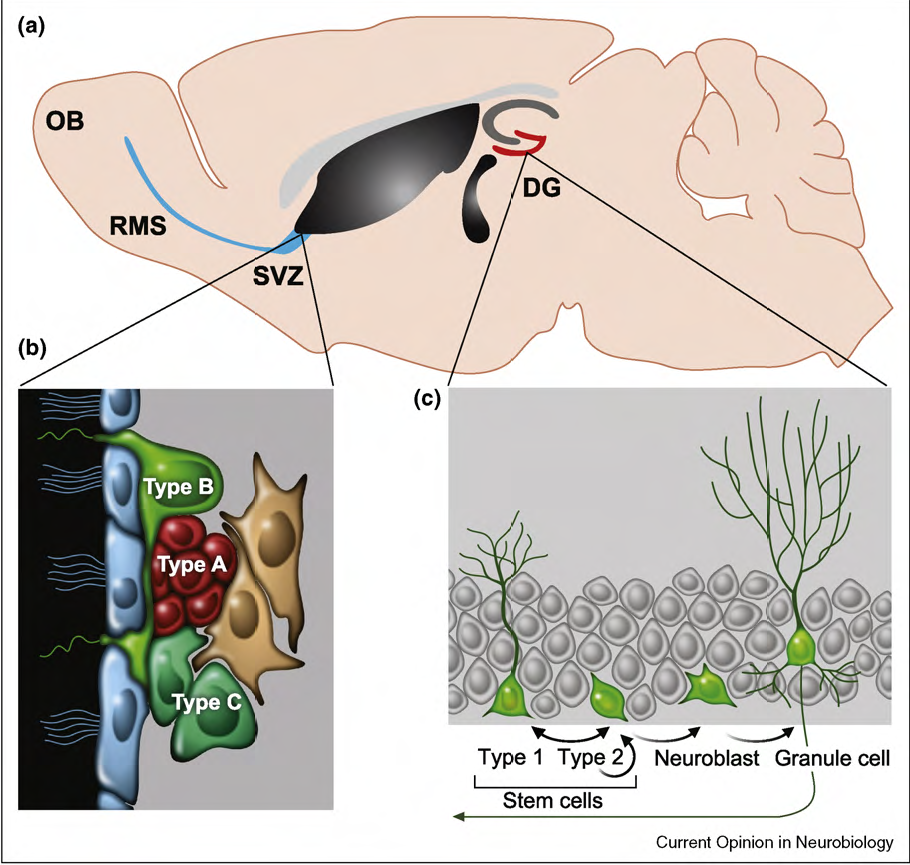 (a)
OB
RMS
SVZ
DG
(b)
Type B
Type A
Type C
(c)
Type 1 Type 2 Neuroblast Granule cell
Stem cells
Current Opinion in Neurobiology